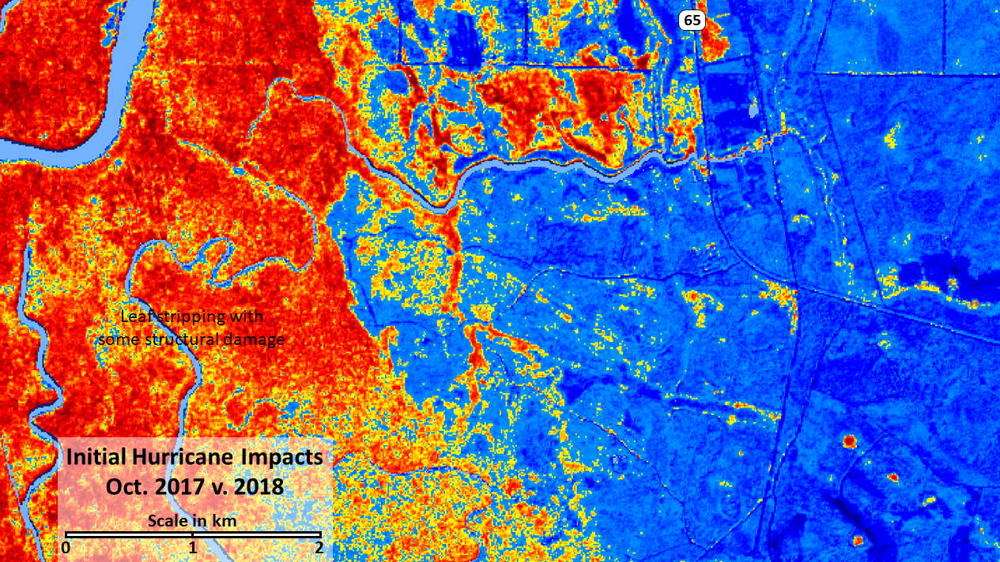 65
Leaf stripping with
some structural damage
Initial Hurricane Impacts
Oct. 2017 v. 2018
Scale in km
0 1 2